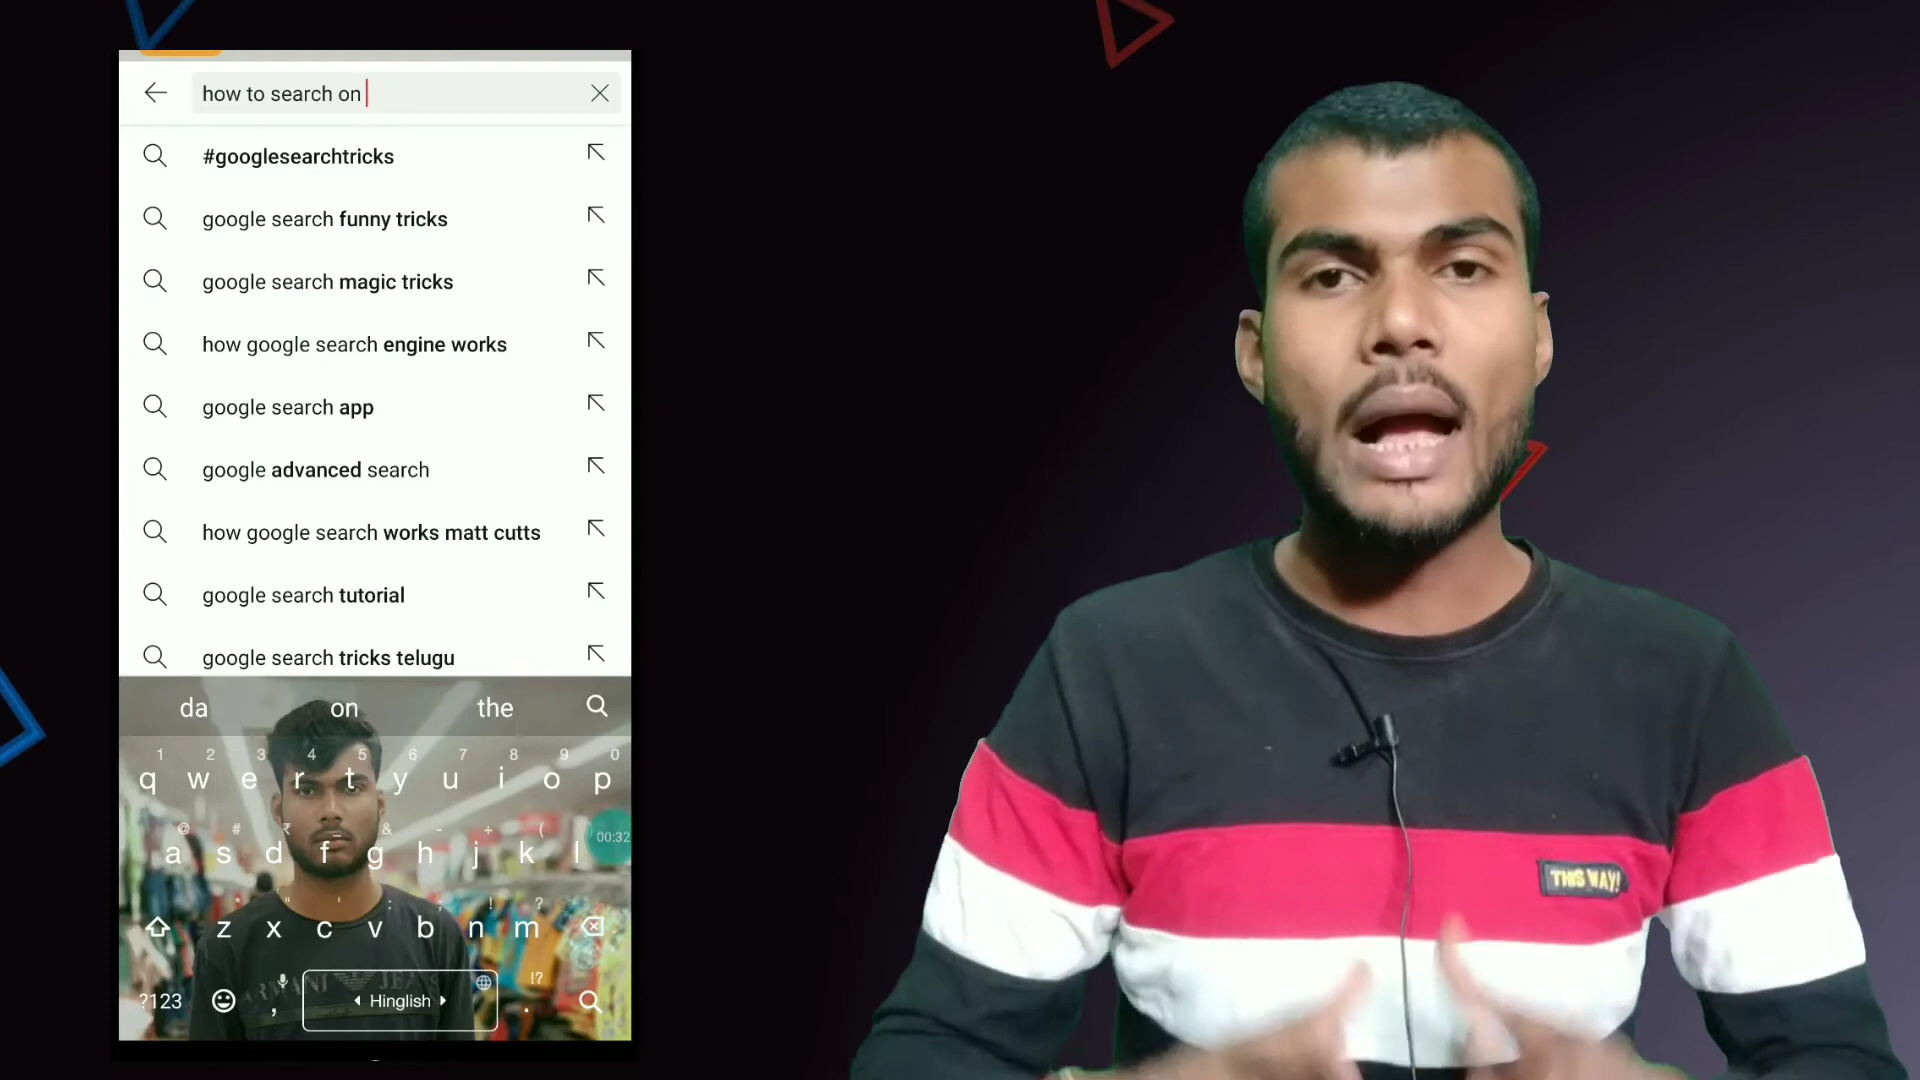 how to search on
#googlesearchtricks
google search funny tricks
google search magic tricks
how google search engine works
google search app
google advanced search
how google search works matt cutts
google search tutorial
google search tricks telugu
da on the
1 2 3 4 5 6 7 8 9 0
q w e r t y u i o p
@ # ₹ _ & - + (
00:32
a s d f g h j k l
* " ' : ; ! ?
z x c v b n m
!?
ARMANI JEANS
?123 , Hinglish .
THIS WAY!